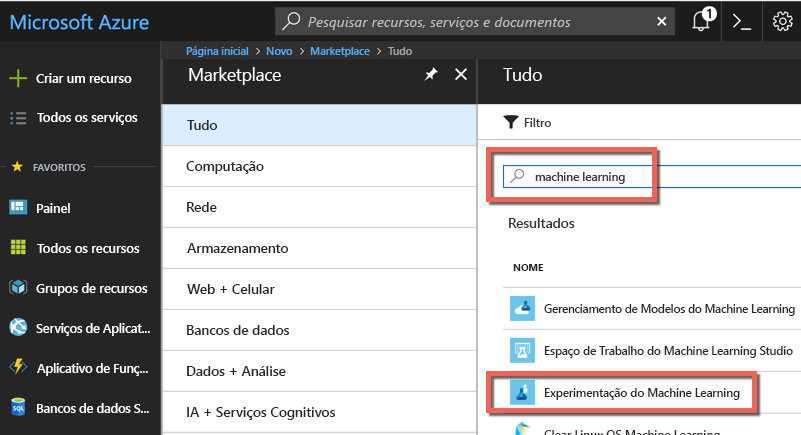 Microsoft Azure
Pesquisar recursos, serviços e documentos
1
Página inicial > Novo > Marketplace > Tudo
Criar um recurso
Todos os serviços
FAVORITOS
Painel
Todos os recursos
Grupos de recursos
Serviços de Aplicat...
Aplicativo de Funç...
SQL
Bancos de dados S...
Marketplace
Tudo
Computação
Rede
Armazenamento
Web + Celular
Bancos de dados
Dados + Análise
IA + Serviços Cognitivos
Tudo
Filtro
machine learning
Resultados
NOME
Gerenciamento de Modelos do Machine Learning
Espaço de Trabalho do Machine Learning Studio
Experimentação do Machine Learning
Clear Linux OS Machine Learning